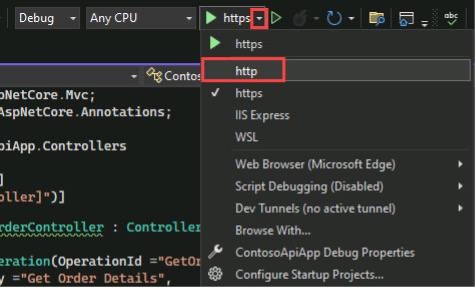 Debug Any CPU https abc
https
http
Contos
https
pNetCore.Mvc;
IIS Express
AspNetCore.Annotations;
WSL
piApp.Controllers
Web Browser (Microsoft Edge)
]
oller]")]
Script Debugging (Disabled)
Dev Tunnels (no active tunnel)
rderController : Controller
Browse With...
eration(OperationId ="GetOr
ContosoApiApp Debug Properties
y ="Get Order Details",
Configure Startup Projects...